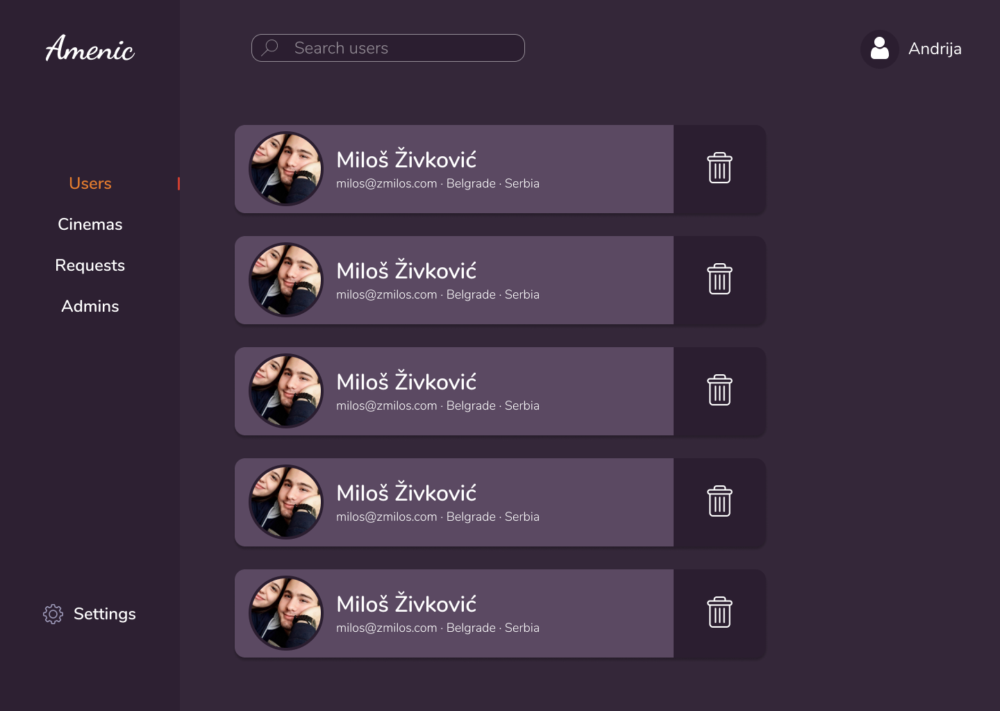 Amenic
Search users
Andrija
Users
Cinemas
Requests
Admins
Settings
Miloš Živković
milos@zmilos.com · Belgrade · Serbia
Miloš Živković
milos@zmilos.com · Belgrade · Serbia
Miloš Živković
milos@zmilos.com · Belgrade · Serbia
Miloš Živković
milos@zmilos.com · Belgrade · Serbia
Miloš Živković
milos@zmilos.com · Belgrade · Serbia